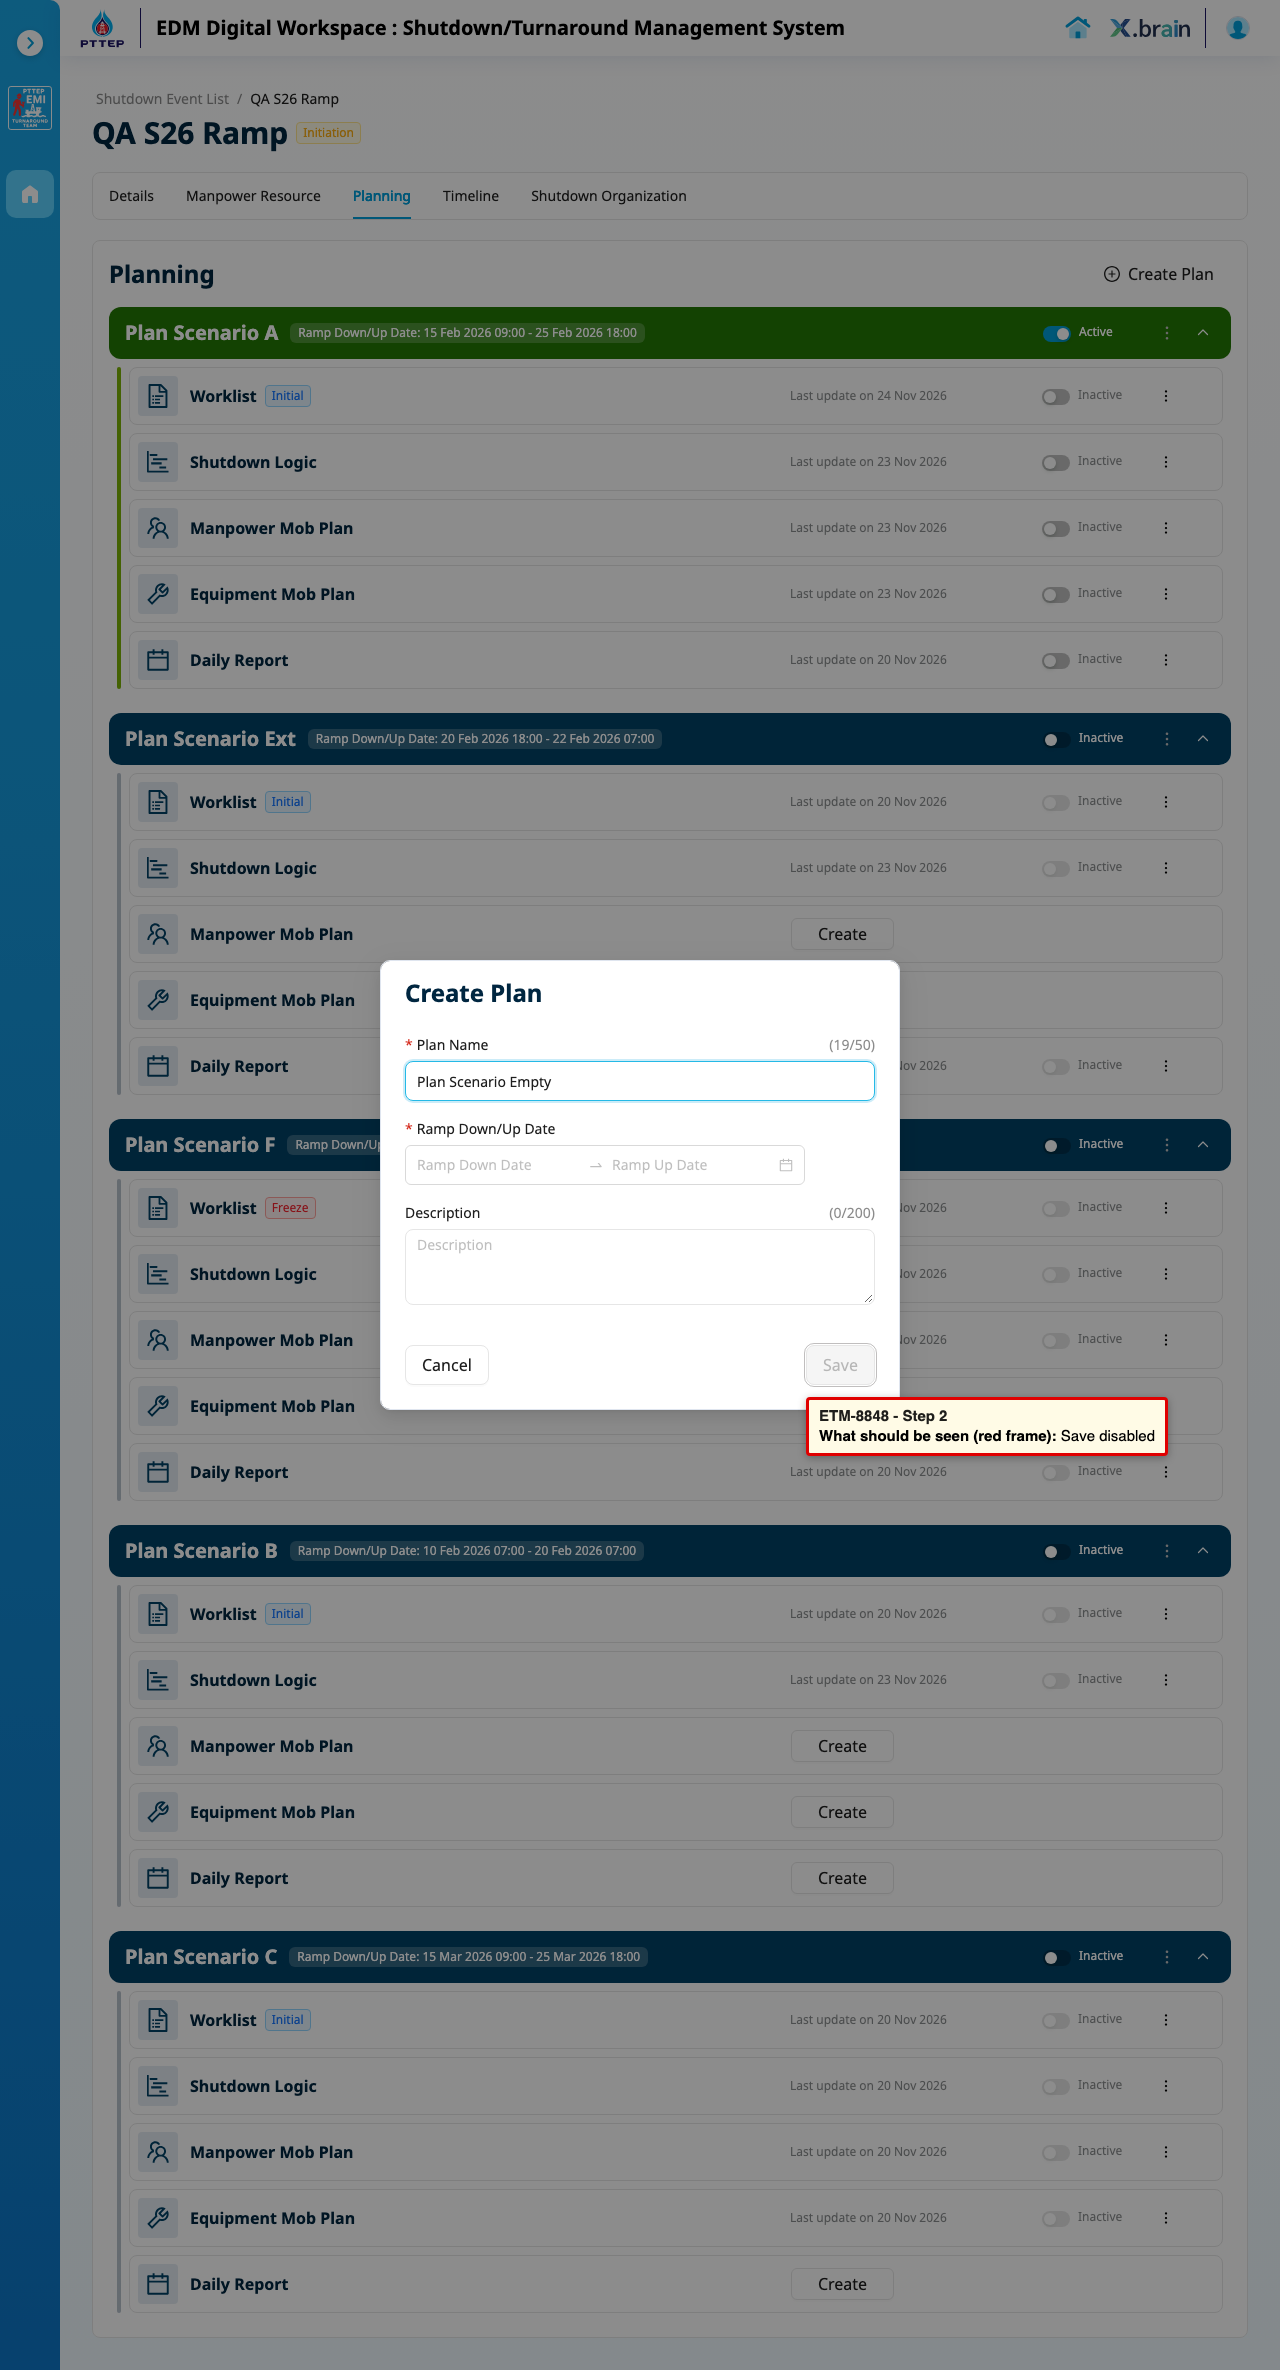 PTTEP
EDM Digital Workspace : Shutdown/Turnaround Management System
X.brain
PTTEP
EMI
TURNAROUND
TEAM
Shutdown Event List / QA S26 Ramp
QA S26 Ramp Initiation
Details Manpower Resource Planning Timeline Shutdown Organization
Planning Create Plan
Plan Scenario A Ramp Down/Up Date: 15 Feb 2026 09:00 - 25 Feb 2026 18:00 Active
Worklist Initial Last update on 24 Nov 2026 Inactive
Shutdown Logic Last update on 23 Nov 2026 Inactive
Manpower Mob Plan Last update on 23 Nov 2026 Inactive
Equipment Mob Plan Last update on 23 Nov 2026 Inactive
Daily Report Last update on 20 Nov 2026 Inactive
Plan Scenario Ext Ramp Down/Up Date: 20 Feb 2026 18:00 - 22 Feb 2026 07:00 Inactive
Worklist Initial Last update on 20 Nov 2026 Inactive
Shutdown Logic Last update on 23 Nov 2026 Inactive
Manpower Mob Plan Create
Equipment Mob Plan
Daily Report Nov 2026 Inactive
Plan Scenario F Ramp Down/Up Inactive
Worklist Freeze Nov 2026 Inactive
Shutdown Logic Nov 2026 Inactive
Manpower Mob Plan Nov 2026 Inactive
Equipment Mob Plan
Daily Report Last update on 20 Nov 2026 Inactive
Create Plan
* Plan Name (19/50)
Plan Scenario Empty
* Ramp Down/Up Date
Ramp Down Date Ramp Up Date
Description (0/200)
Description
Cancel Save
ETM-8848 - Step 2
What should be seen (red frame): Save disabled
Plan Scenario B Ramp Down/Up Date: 10 Feb 2026 07:00 - 20 Feb 2026 07:00 Inactive
Worklist Initial Last update on 20 Nov 2026 Inactive
Shutdown Logic Last update on 23 Nov 2026 Inactive
Manpower Mob Plan Create
Equipment Mob Plan Create
Daily Report Create
Plan Scenario C Ramp Down/Up Date: 15 Mar 2026 09:00 - 25 Mar 2026 18:00 Inactive
Worklist Initial Last update on 20 Nov 2026 Inactive
Shutdown Logic Last update on 20 Nov 2026 Inactive
Manpower Mob Plan Last update on 20 Nov 2026 Inactive
Equipment Mob Plan Last update on 20 Nov 2026 Inactive
Daily Report Create